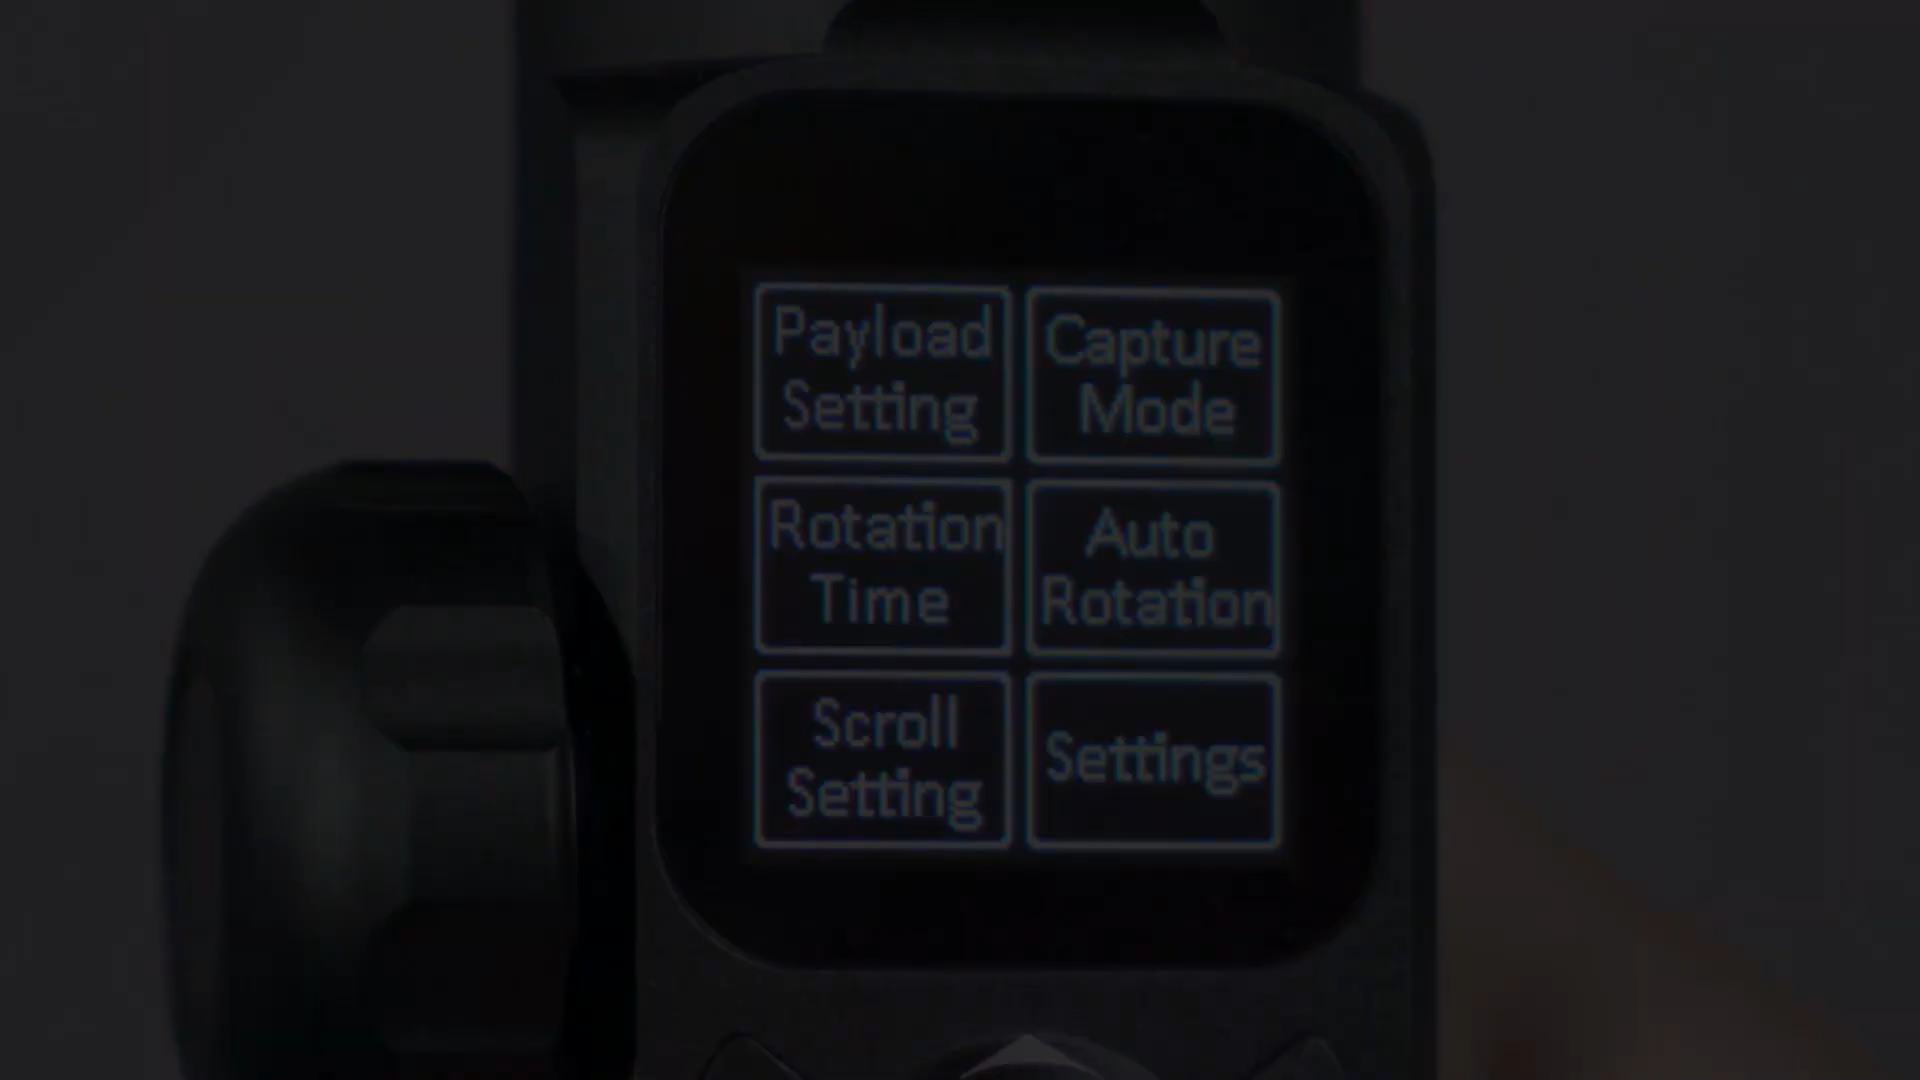 Payload
Setting
Capture
Mode
Rotation
Time
Auto
Rotation
Scroll
Setting
Settings